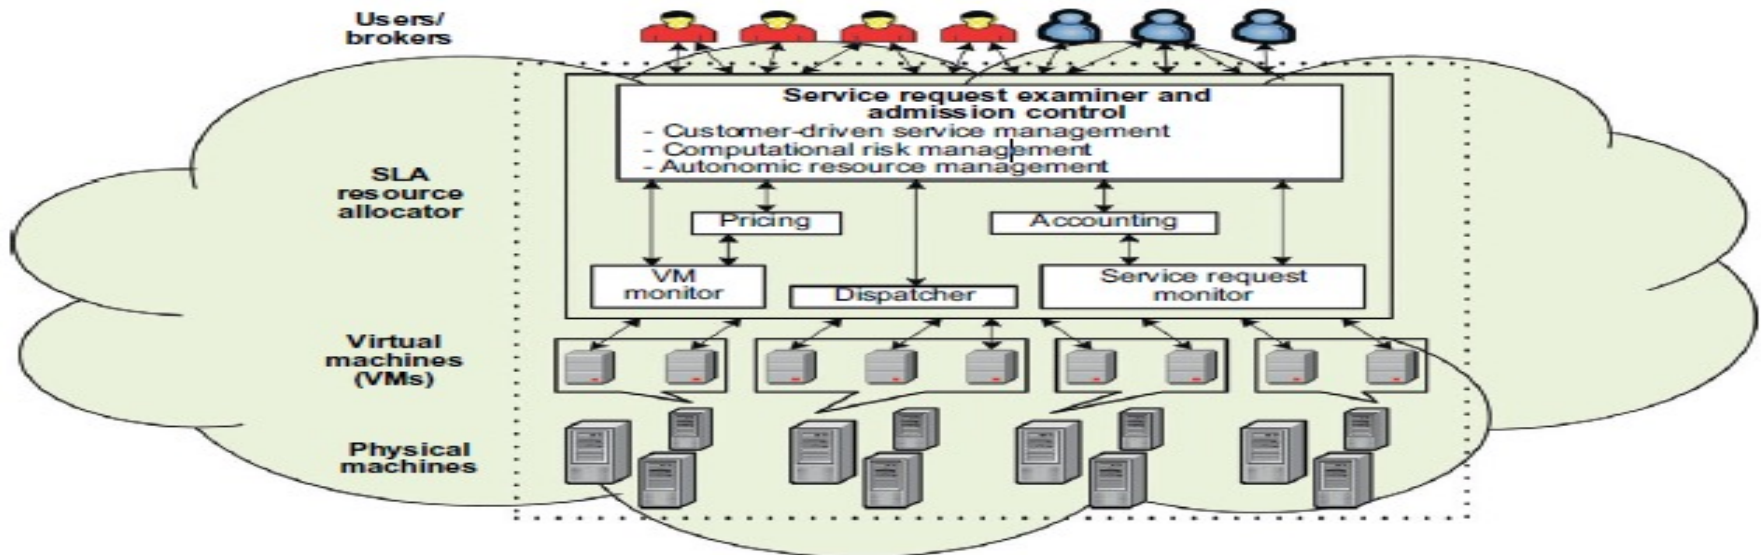 Users/
brokers
Service request examiner and
admission control
- Customer-driven service management
- Computational risk management
- Autonomic resource management
SLA
resource
allocator
Pricing
Accounting
VM
monitor
Dispatcher
Service request
monitor
Virtual
machines
(VMs)
Physical
machines